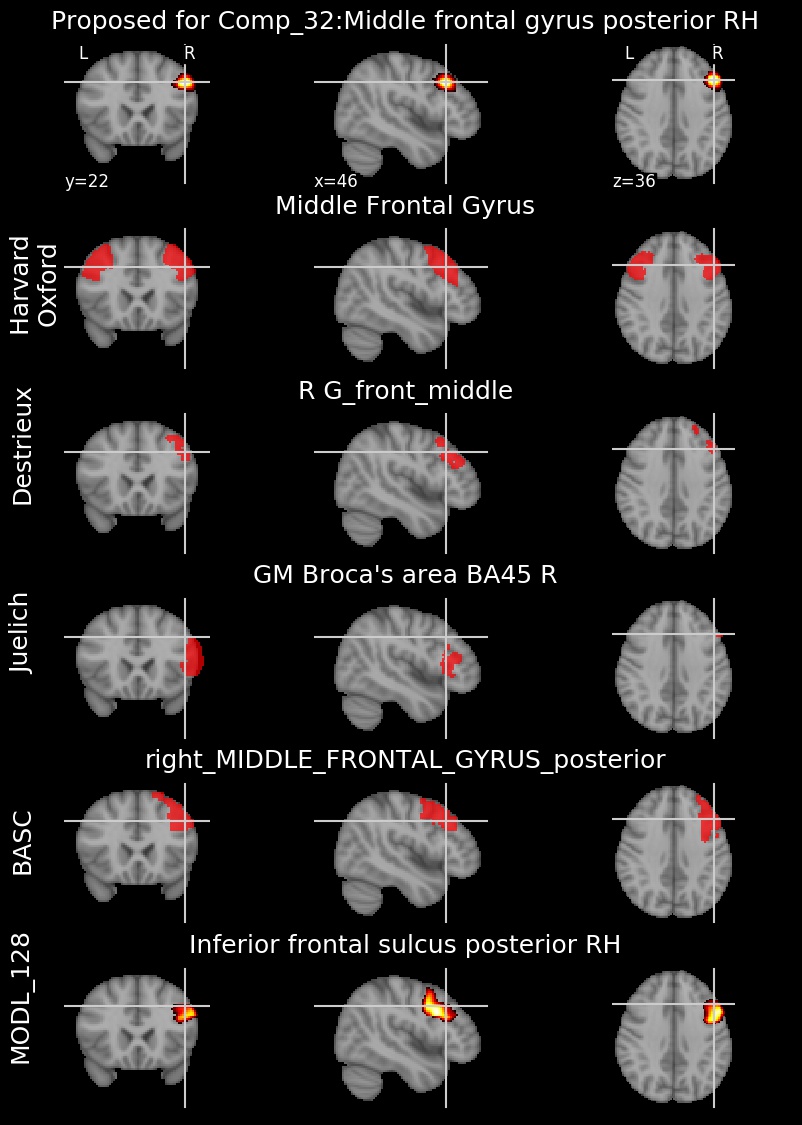 Proposed for Comp_32:Middle frontal gyrus posterior RH
L R L R
y=22 x=46 z=36
Middle Frontal Gyrus
Harvard
Oxford
R G_front_middle
Destrieux
GM Broca's area BA45 R
Juelich
right_MIDDLE_FRONTAL_GYRUS_posterior
BASC
Inferior frontal sulcus posterior RH
MODL_128